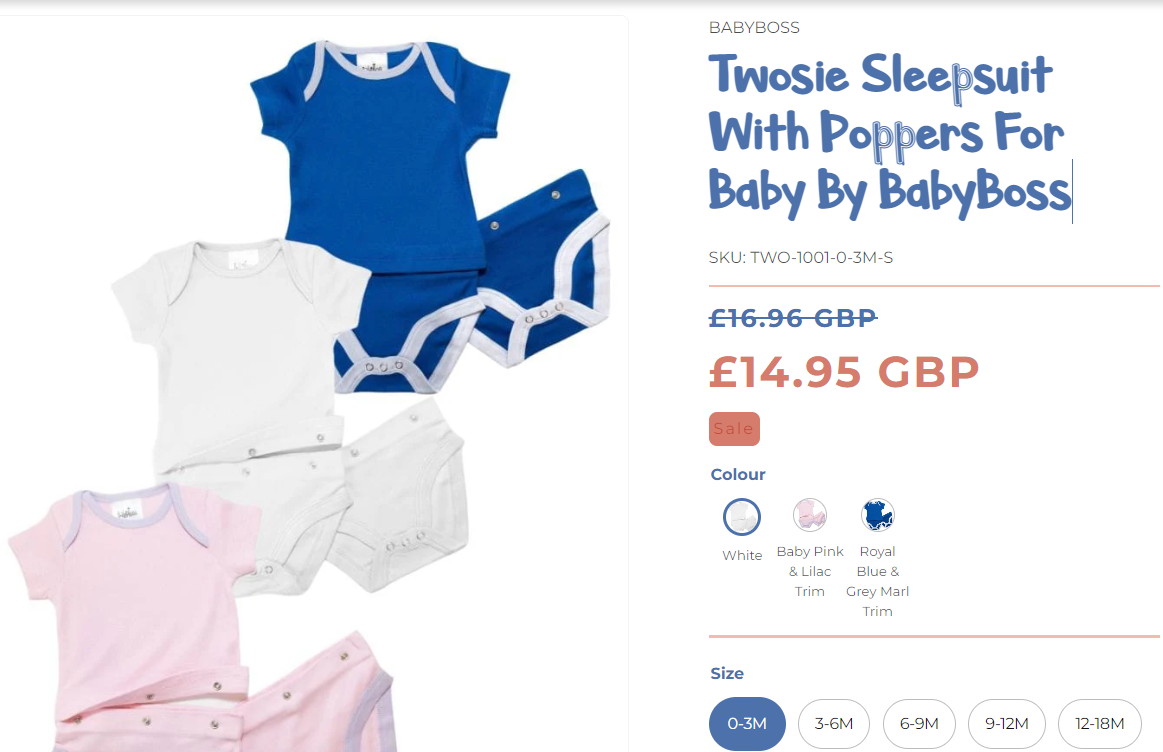 BABYBOSS
Twosie Sleepsuit
With Poppers For
Baby By BabyBoss
SKU: TWO-1001-0-3M-S
£16.96 GBP
£14.95 GBP
Sale
Colour
White
Baby Pink
& Lilac
Trim
Royal
Blue &
Grey Marl
Trim
Size
0-3M
3-6M
6-9M
9-12M
12-18M